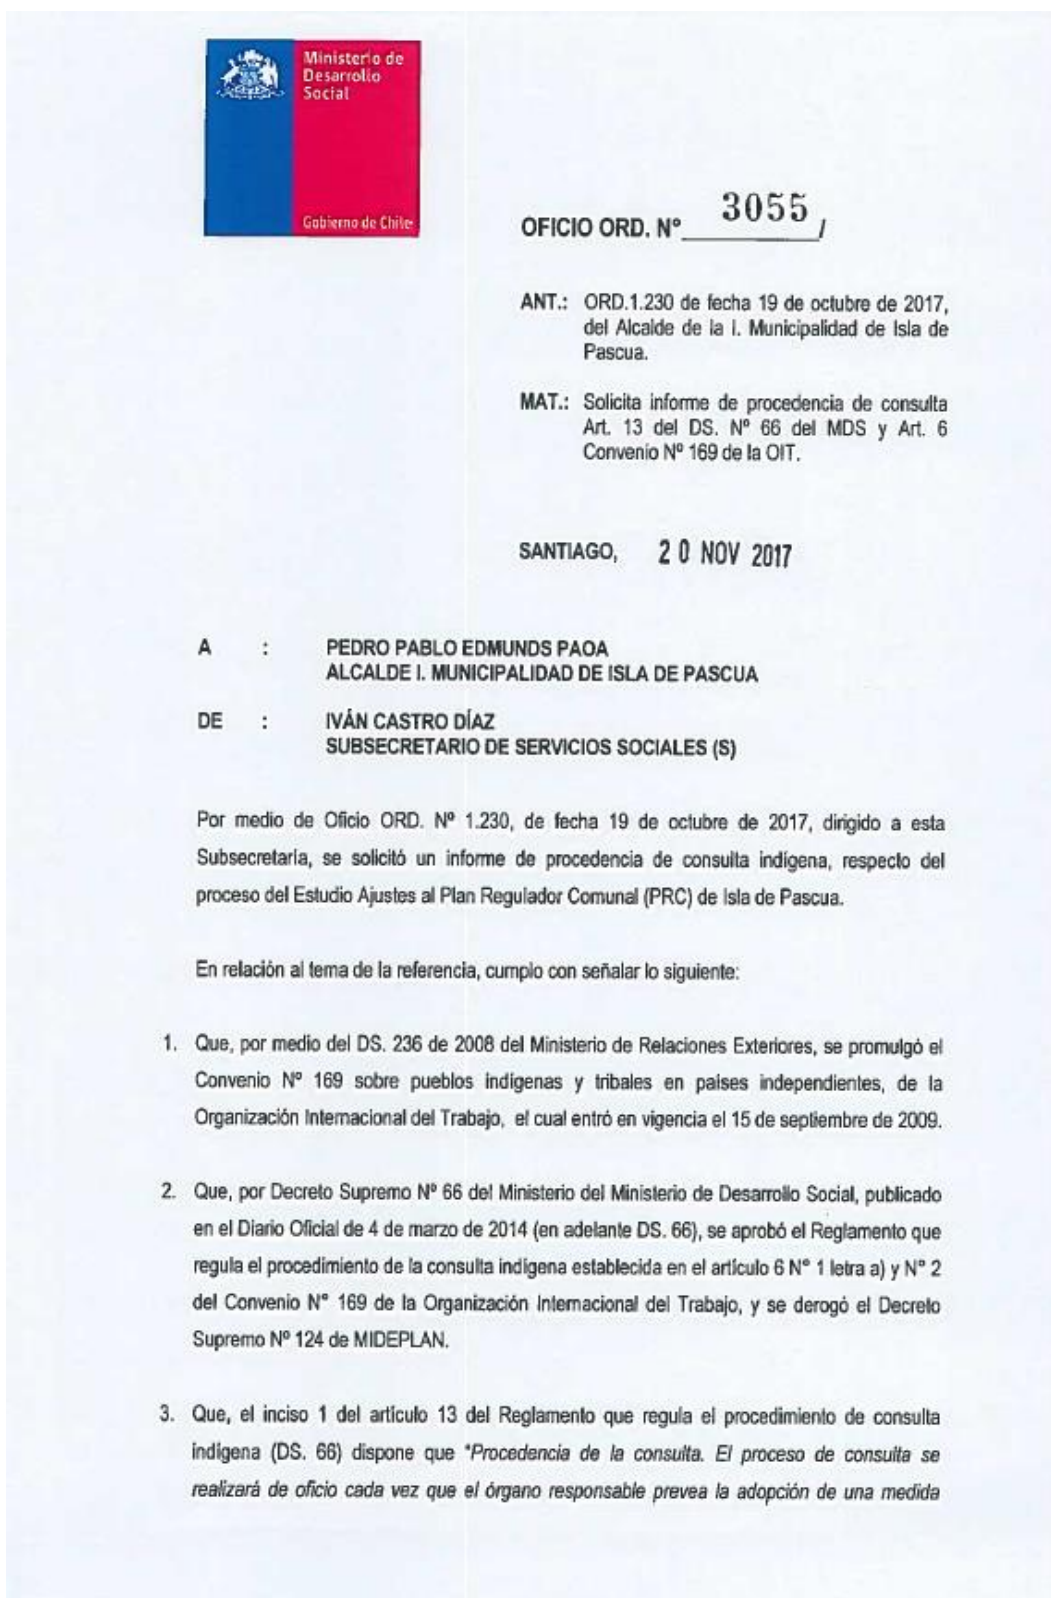 Ministerio de
Desarrollo
Social
Gobierno de Chile
OFICIO ORD. Nº 3055 /
ANT.: ORD.1.230 de fecha 19 de octubre de 2017,
del Alcalde de la I. Municipalidad de Isla de
Pascua.
MAT.: Solicita informe de procedencia de consulta
Art. 13 del DS. Nº 66 del MDS y Art. 6
Convenio Nº 169 de la OIT.
SANTIAGO, 20 NOV 2017
A : PEDRO PABLO EDMUNDS PAOA
ALCALDE I. MUNICIPALIDAD DE ISLA DE PASCUA
DE : IVÁN CASTRO DÍAZ
SUBSECRETARIO DE SERVICIOS SOCIALES (S)
Por medio de Oficio ORD. Nº 1.230, de fecha 19 de octubre de 2017, dirigido a esta
Subsecretaría, se solicitó un informe de procedencia de consulta indígena, respecto del
proceso del Estudio Ajustes al Plan Regulador Comunal (PRC) de Isla de Pascua.
En relación al tema de la referencia, cumplo con señalar lo siguiente:
1. Que, por medio del DS. 236 de 2008 del Ministerio de Relaciones Exteriores, se promulgó el
Convenio Nº 169 sobre pueblos indígenas y tribales en países independientes, de la
Organización Internacional del Trabajo, el cual entró en vigencia el 15 de septiembre de 2009.
2. Que, por Decreto Supremo Nº 66 del Ministerio del Ministerio de Desarrollo Social, publicado
en el Diario Oficial de 4 de marzo de 2014 (en adelante DS. 66), se aprobó el Reglamento que
regula el procedimiento de la consulta indígena establecida en el artículo 6 N° 1 letra a) y N° 2
del Convenio N° 169 de la Organización Internacional del Trabajo, y se derogó el Decreto
Supremo Nº 124 de MIDEPLAN.
3. Que, el inciso 1 del artículo 13 del Reglamento que regula el procedimiento de consulta
indígena (DS. 66) dispone que "Procedencia de la consulta. El proceso de consulta se
realizará de oficio cada vez que el órgano responsable prevea la adopción de una medida